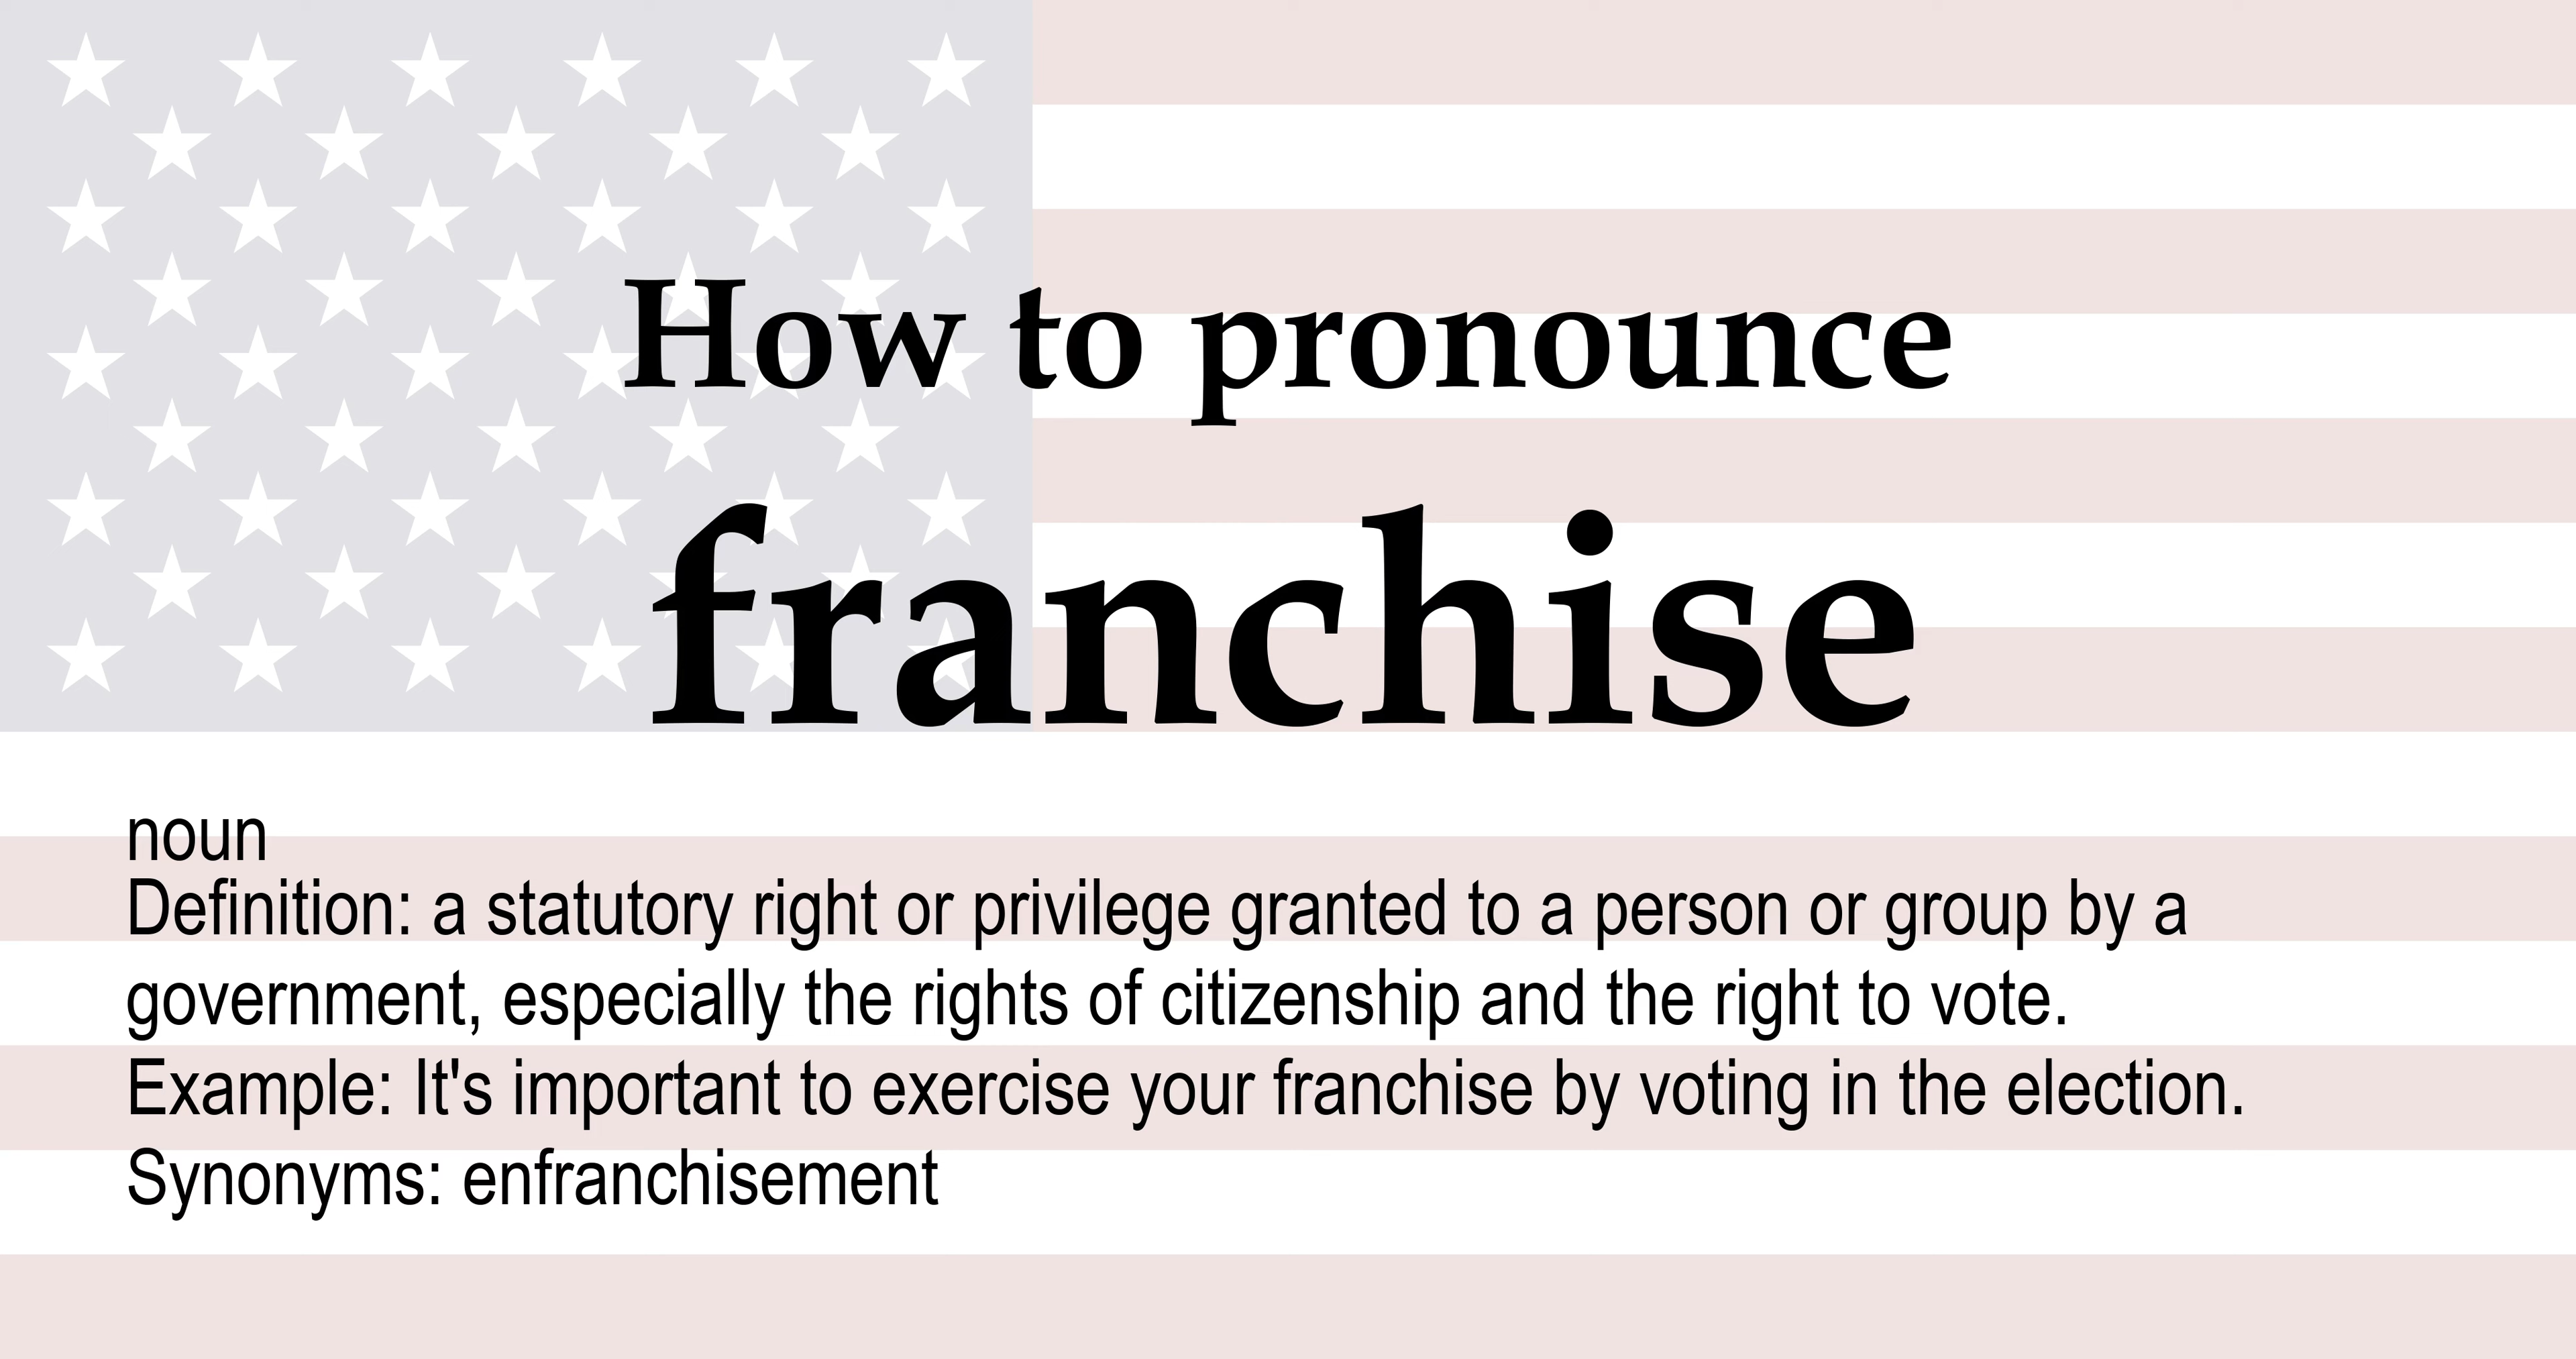 How to pronounce
franchise
noun
Definition: a statutory right or privilege granted to a person or group by a
government, especially the rights of citizenship and the right to vote.
Example: It's important to exercise your franchise by voting in the election.
Synonyms: enfranchisement